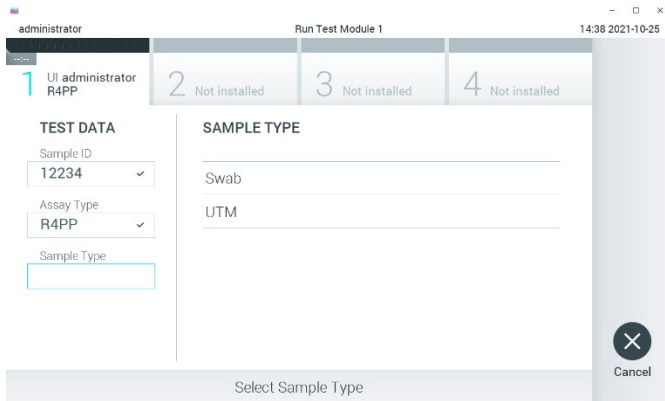 administrator Run Test Module 1 14:38 2021-10-25
--:--
1 UI administrator
R4PP
2 Not installed
3 Not installed
4 Not installed
TEST DATA
Sample ID
12234
Assay Type
R4PP
Sample Type
SAMPLE TYPE
Swab
UTM
Select Sample Type
Cancel